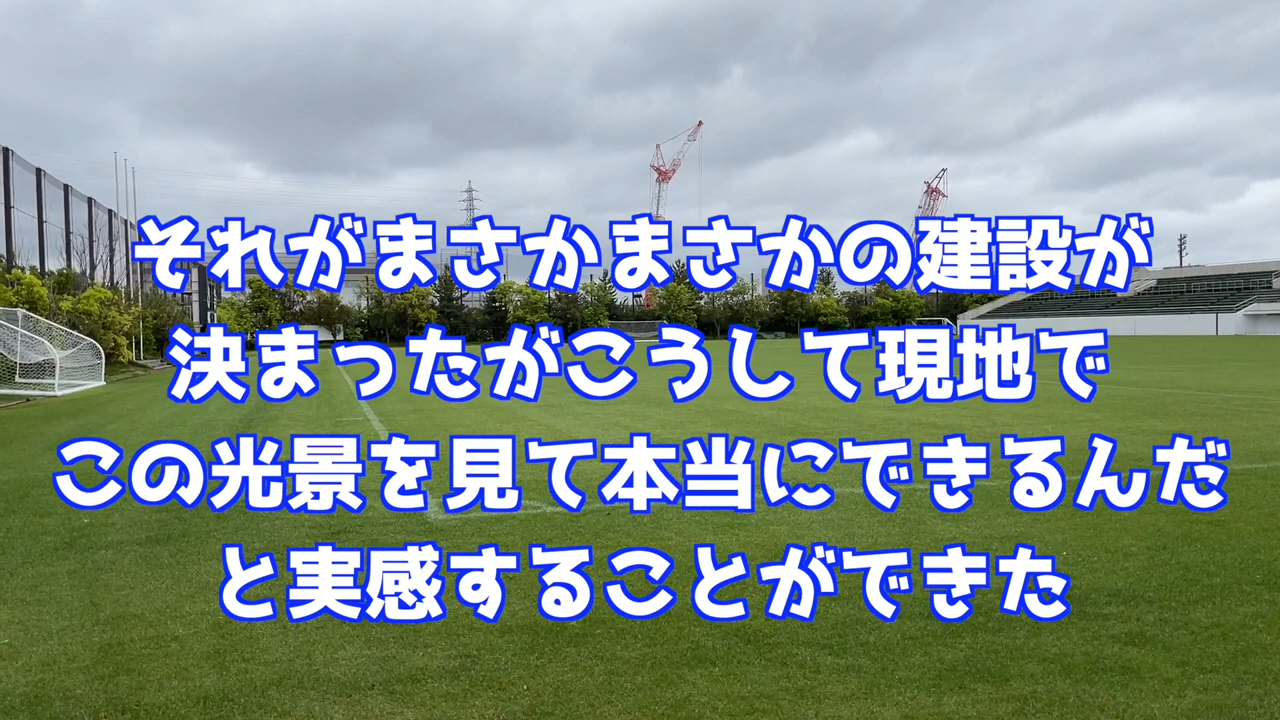 それがまさかまさかの建設が
決まったがこうして現地で
この光景を見て本当にできるんだ
と実感することができた